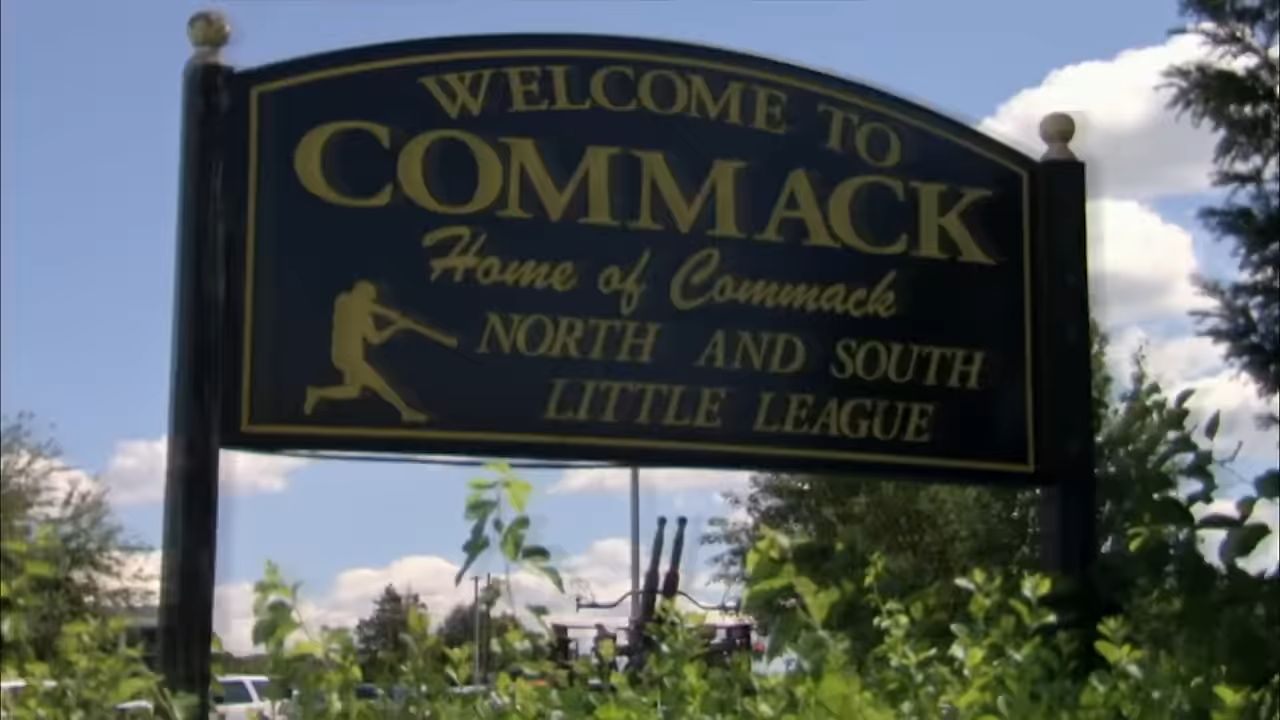 WELCOME TO
COMMACK
Home of Commack
NORTH AND SOUTH
LITTLE LEAGUE